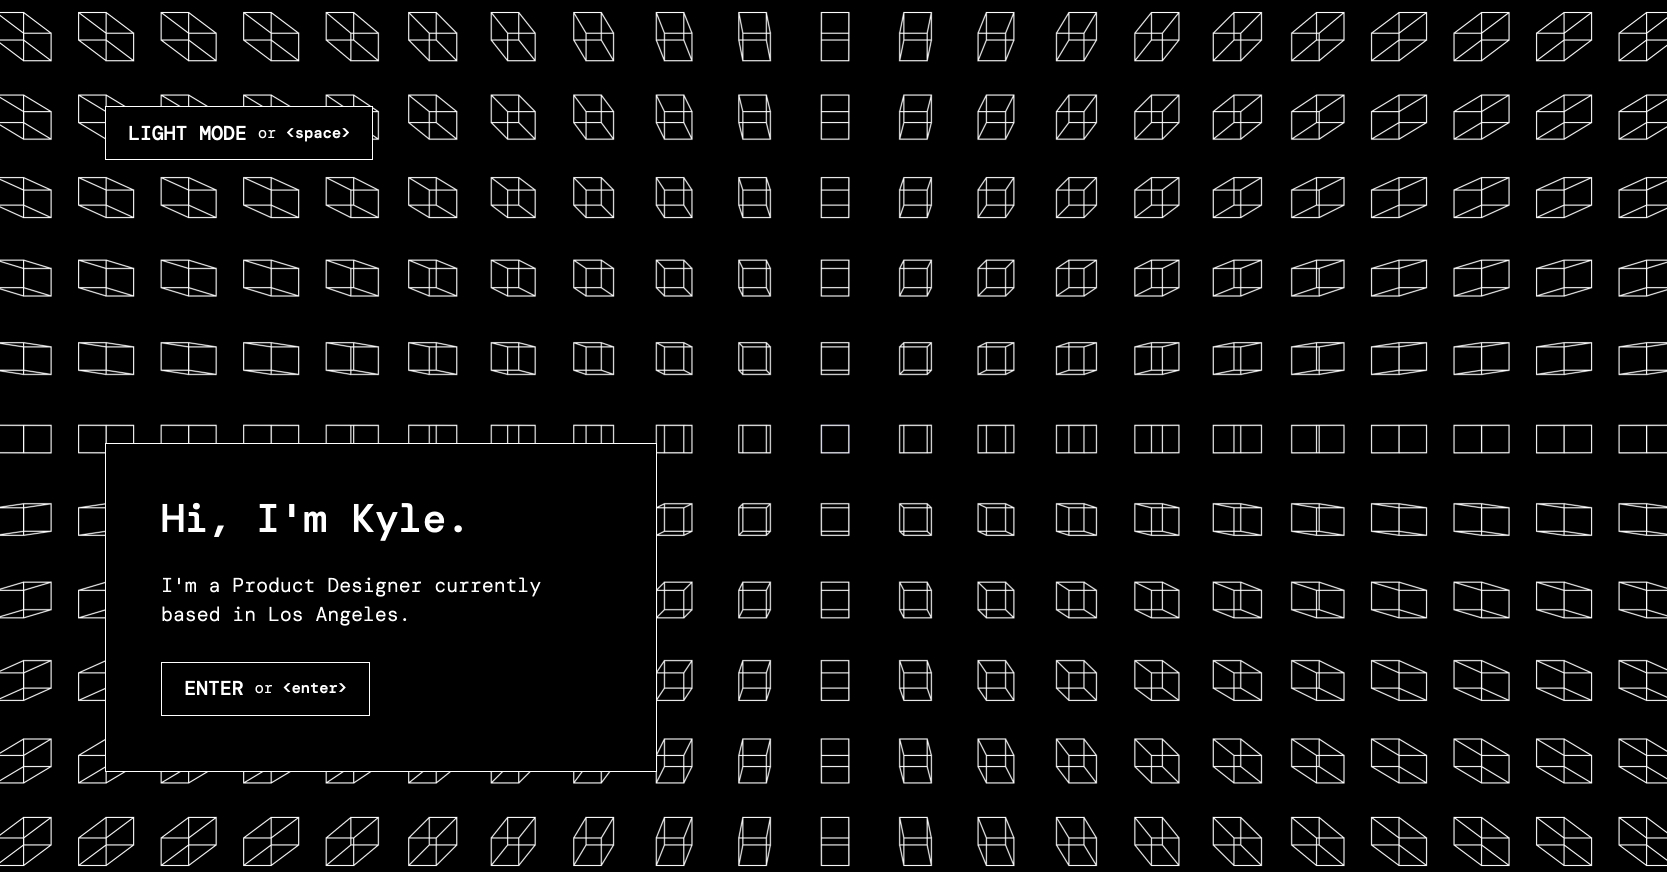 LIGHT MODE or <space>
Hi, I'm Kyle.
I'm a Product Designer currently
based in Los Angeles.
ENTER or <enter>